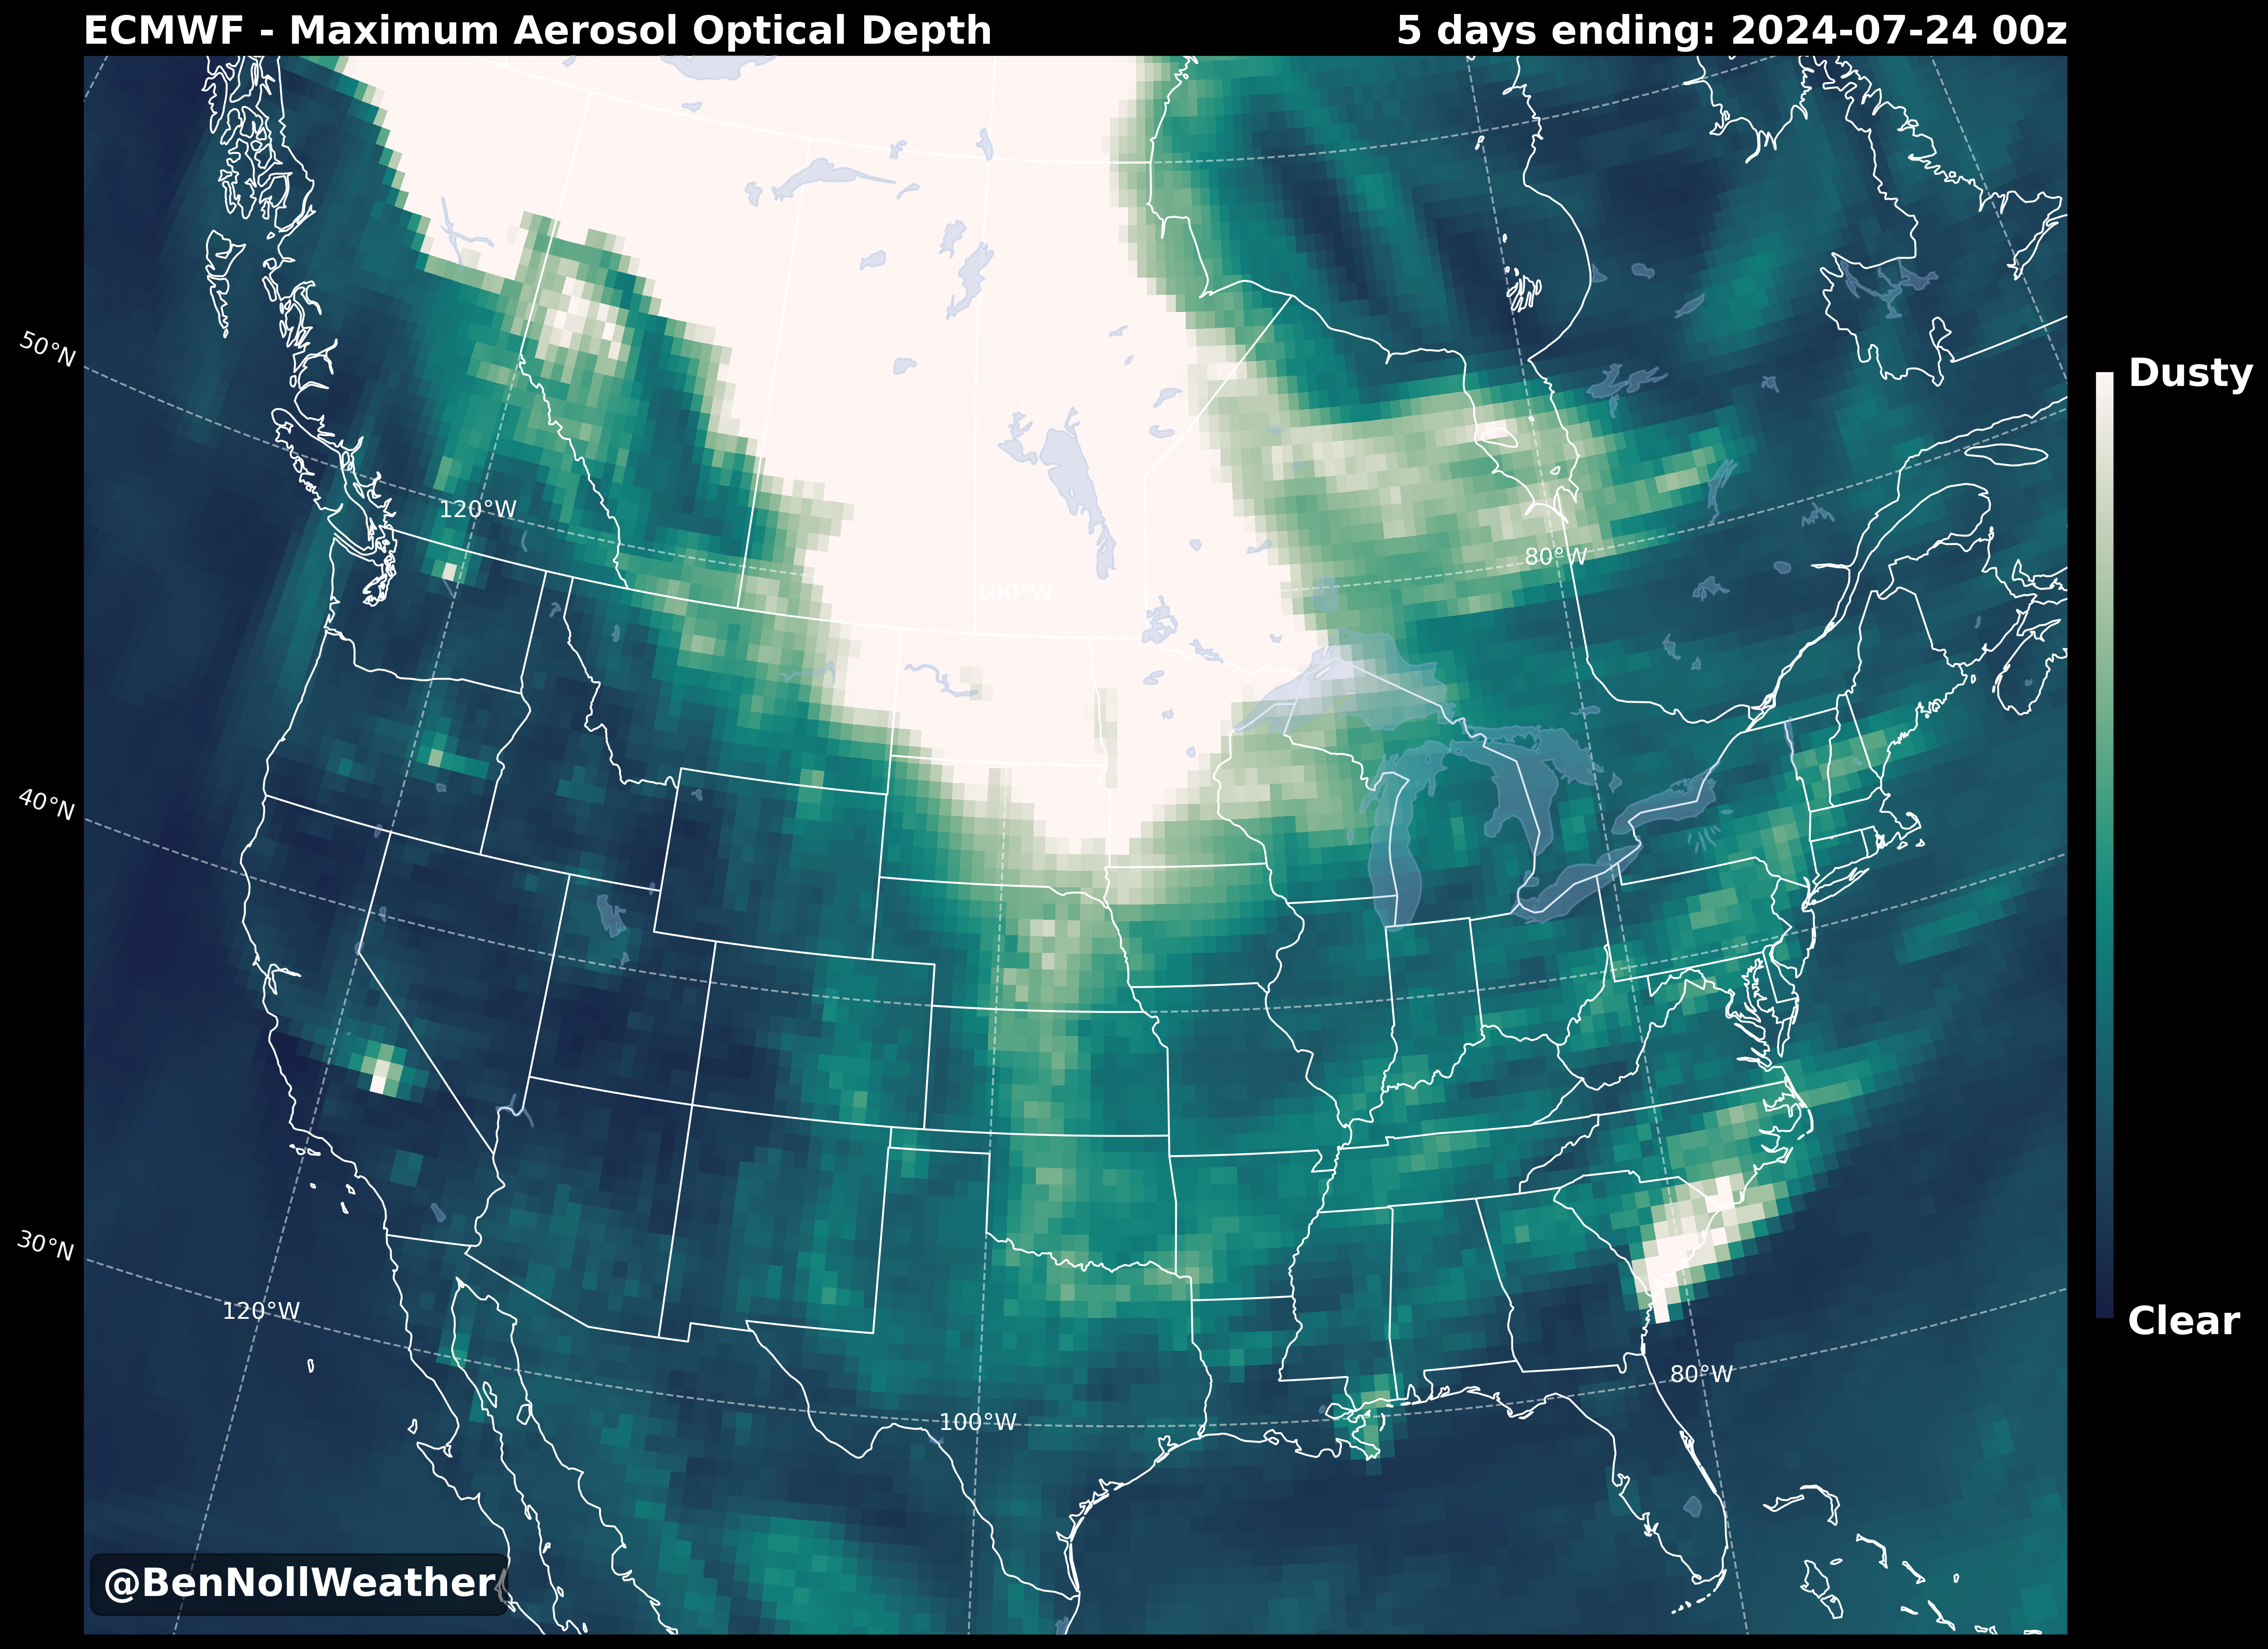 ECMWF - Maximum Aerosol Optical Depth
5 days ending: 2024-07-24 00z
50°N
Dusty
120°W
80°W
100°W
40°N
30°N
120°W
Clear
80°W
100°W
@BenNollWeather